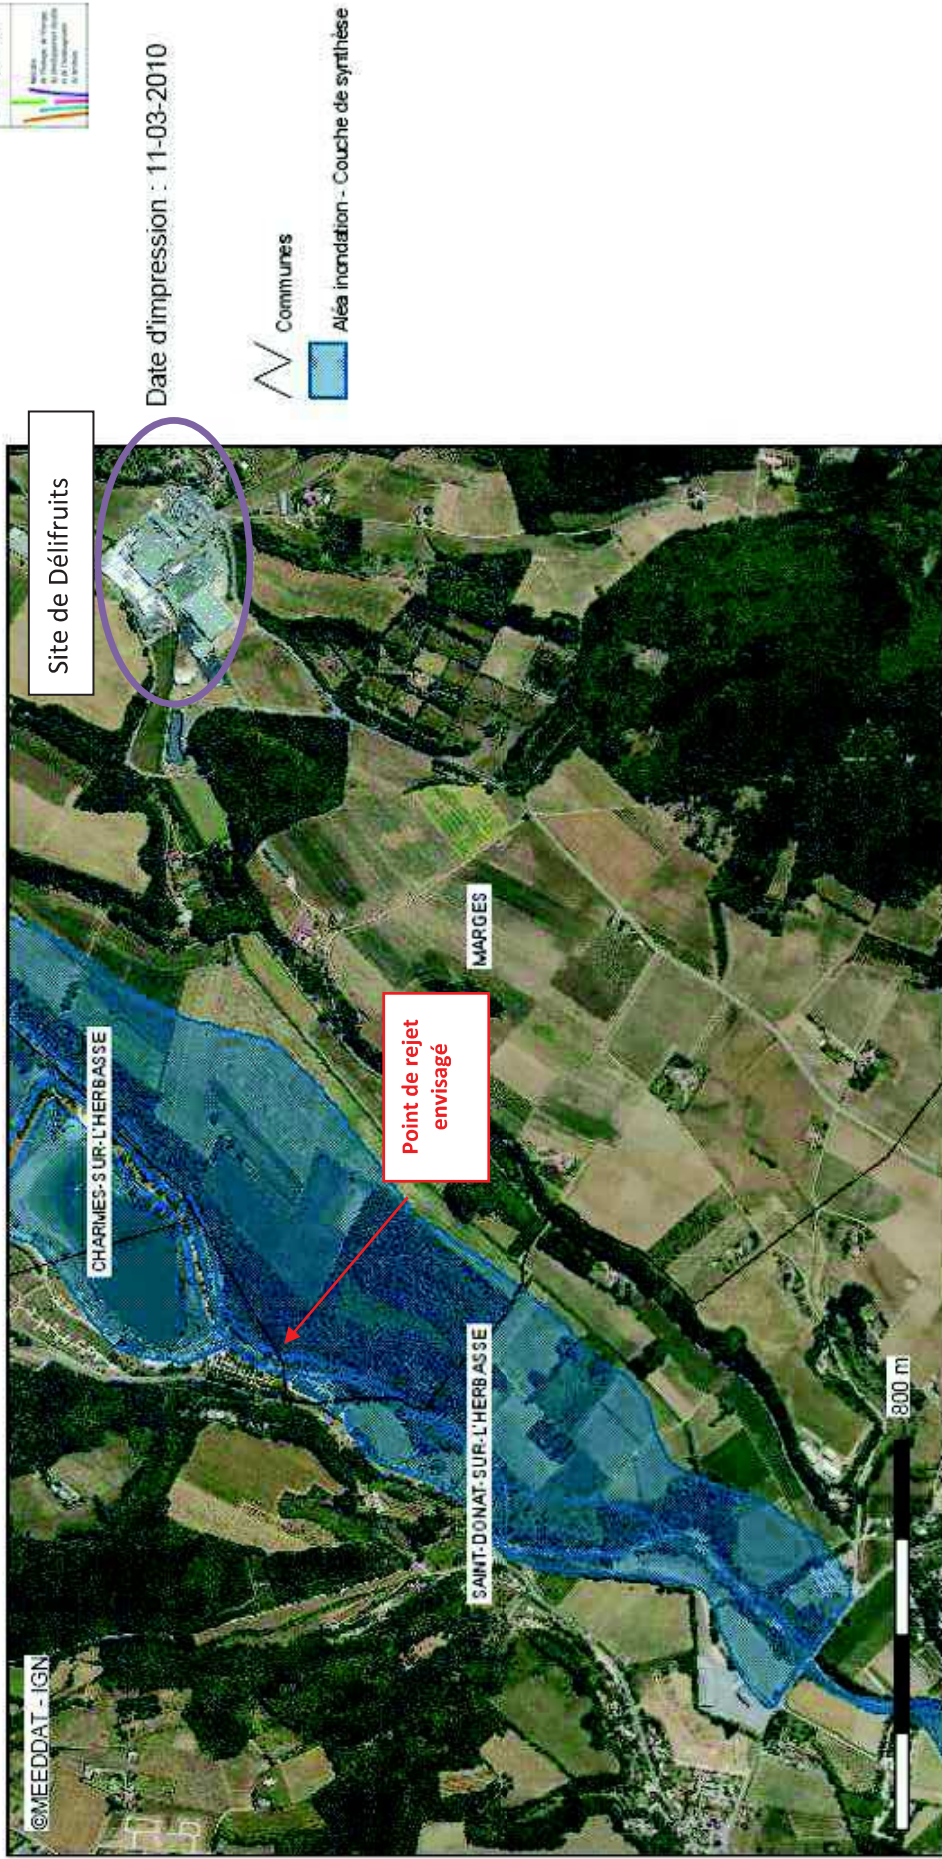 Site de Délifruits
Date d'impression : 11-03-2010
Communes
Aléa inondation - Couche de synthèse
©MEEDDAT - IGN
CHARMES-SUR-L'HERBASSE
Point de rejet
envisagé
MARGES
SAINT-DONAT-SUR-L'HERBASSE
800 m